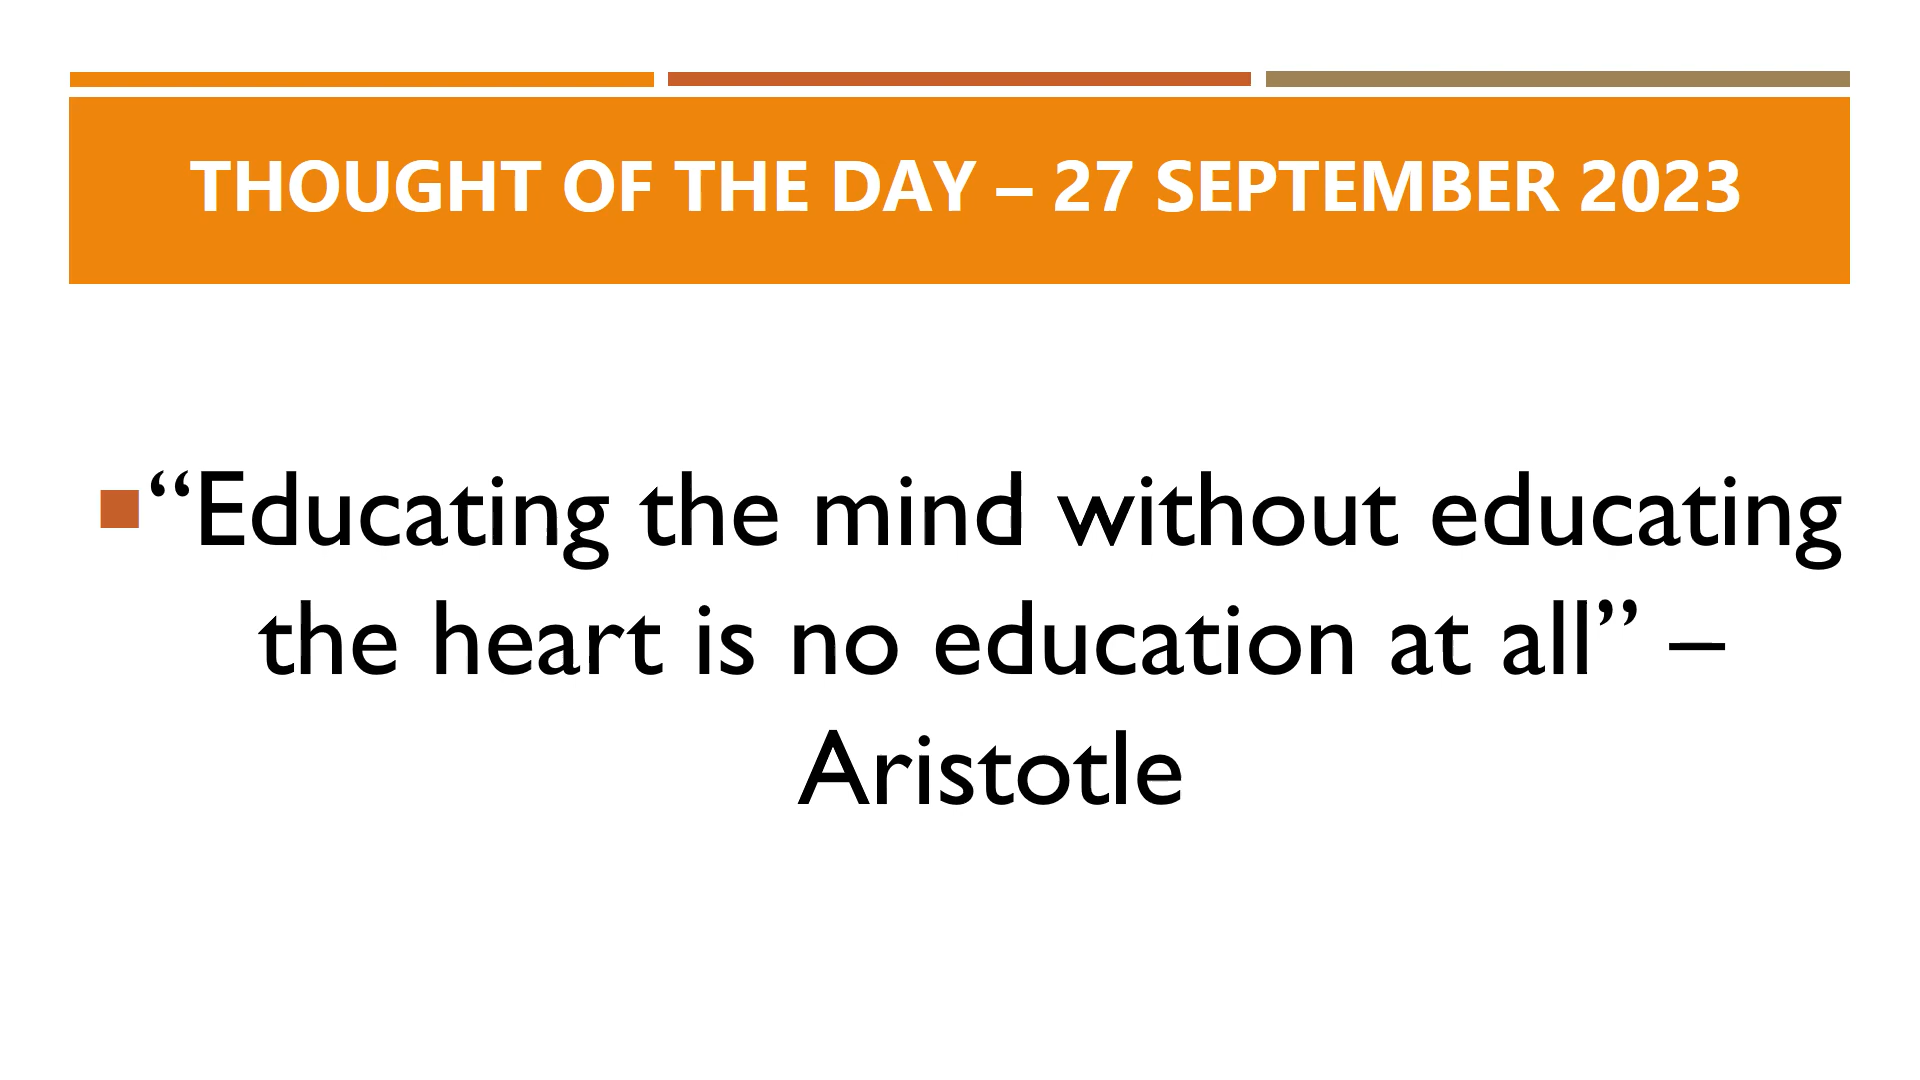 THOUGHT OF THE DAY – 27 SEPTEMBER 2023
“Educating the mind without educating
the heart is no education at all” –
Aristotle